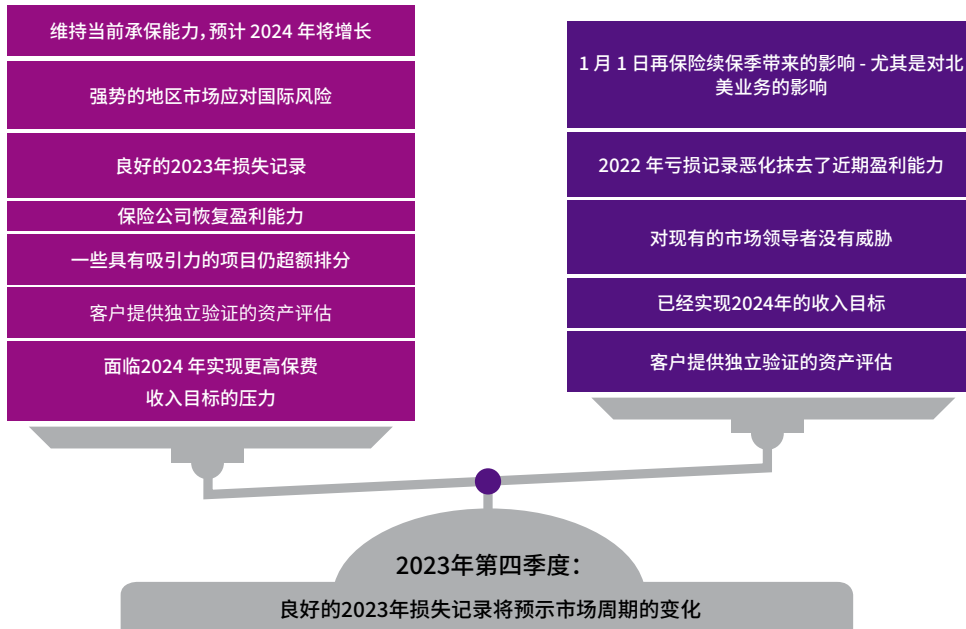 维持当前承保能力，预计 2024 年将增长
强势的地区市场应对国际风险
良好的2023年损失记录
保险公司恢复盈利能力
一些具有吸引力的项目仍超额排分
客户提供独立验证的资产评估
面临2024 年实现更高保费
收入目标的压力
1 月 1 日再保险续保季带来的影响 - 尤其是对北
美业务的影响
2022 年亏损记录恶化抹去了近期盈利能力
对现有的市场领导者没有威胁
已经实现2024年的收入目标
客户提供独立验证的资产评估
2023年第四季度：
良好的2023年损失记录将预示市场周期的变化